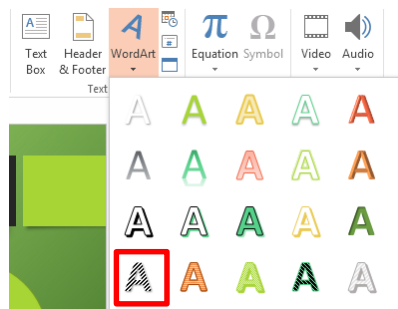 Text Box
Header & Footer
WordArt
Equation
Symbol
Video
Audio
Text
A A A A A
A A A A A
A A A A A
A A A A A